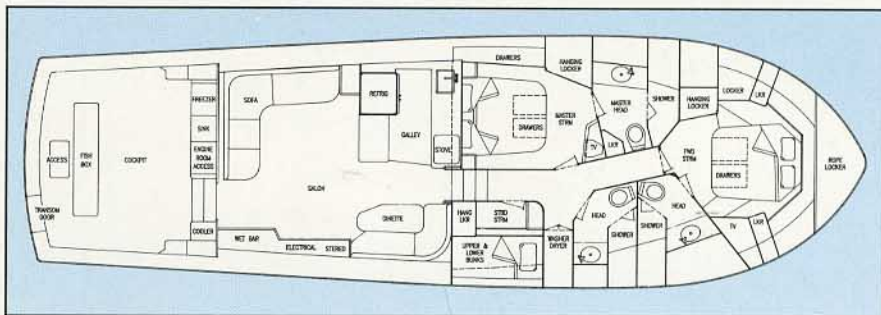 TRANSOM
DOOR
ACCESS
FISH
BOX
COCKPIT
FREEZER
SINK
ENGINE
ROOM
ACCESS
COOLER
SOFA
SALON
WET BAR
ELECTRICAL
STEREO
DINETTE
REFRIG
GALLEY
STOVE
DRAWERS
HANGING
LOCKER
MASTER
STRM
DRAWERS
TV
LKR
MASTER
HEAD
SHOWER
HANGING
LOCKER
LOCKER
LKR
FWD
STRM
DRAWERS
ROPE
LOCKER
HANG
LKR
STBD
STRM
UPPER &
LOWER
BUNKS
WASHER
DRYER
HEAD
SHOWER
SHOWER
HEAD
TV
LKR